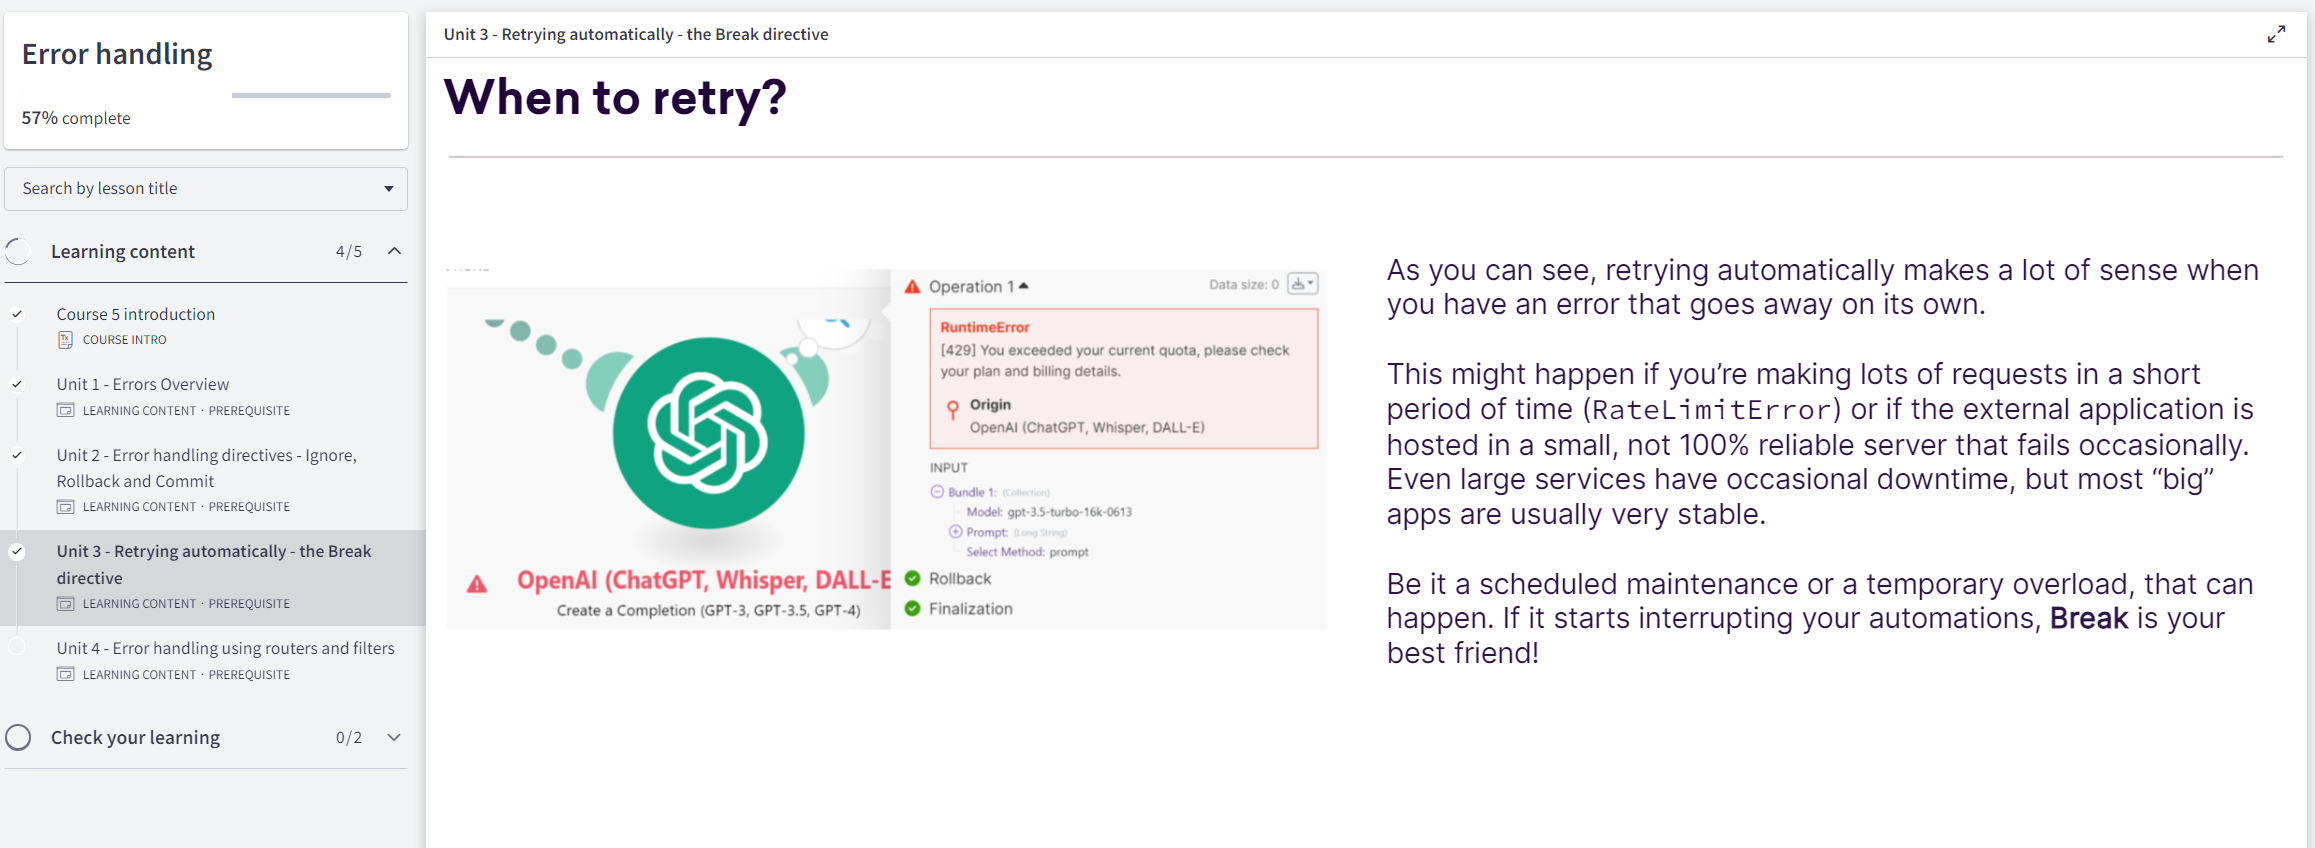 Error handling
57% complete
Search by lesson title
Learning content 4/5
Course 5 introduction
COURSE INTRO
Unit 1 - Errors Overview
LEARNING CONTENT · PREREQUISITE
Unit 2 - Error handling directives - Ignore,
Rollback and Commit
LEARNING CONTENT · PREREQUISITE
Unit 3 - Retrying automatically - the Break
directive
LEARNING CONTENT · PREREQUISITE
Unit 4 - Error handling using routers and filters
LEARNING CONTENT · PREREQUISITE
Check your learning 0/2
Unit 3 - Retrying automatically - the Break directive
When to retry?
OpenAI (ChatGPT, Whisper, DALL-E
Create a Completion (GPT-3, GPT-3.5, GPT-4)
Operation 1 Data size: 0
RuntimeError
[429] You exceeded your current quota, please check
your plan and billing details.
Origin
OpenAI (ChatGPT, Whisper, DALL-E)
INPUT
Bundle 1: (Collection)
Model: gpt-3.5-turbo-16k-0613
Prompt: (Long String)
Select Method: prompt
Rollback
Finalization
As you can see, retrying automatically makes a lot of sense when
you have an error that goes away on its own.
This might happen if you’re making lots of requests in a short
period of time (RateLimitError) or if the external application is
hosted in a small, not 100% reliable server that fails occasionally.
Even large services have occasional downtime, but most “big”
apps are usually very stable.
Be it a scheduled maintenance or a temporary overload, that can
happen. If it starts interrupting your automations, Break is your
best friend!